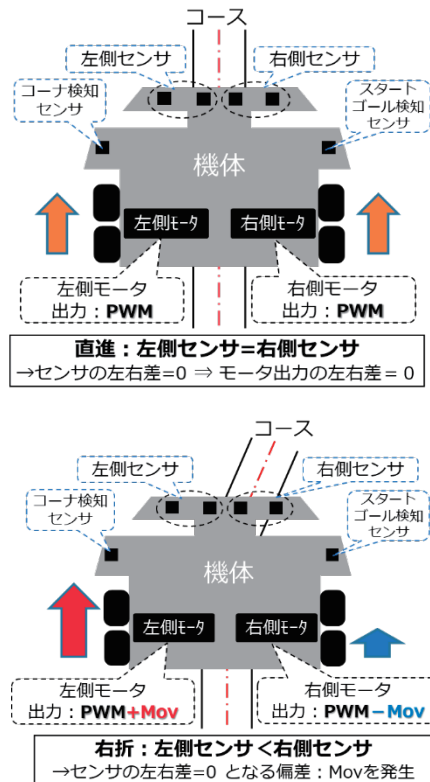 コース
左側センサ
右側センサ
コーナ検知
センサ
スタート
ゴール検知
センサ
機体
左側モータ
右側モータ
左側モータ
出力：PWM
右側モータ
出力：PWM
直進：左側センサ=右側センサ
→センサの左右差=0 ⇒ モータ出力の左右差 = 0
コース
左側センサ
右側センサ
コーナ検知
センサ
スタート
ゴール検知
センサ
機体
左側モータ
右側モータ
左側モータ
出力：PWM+Mov
右側モータ
出力：PWM−Mov
右折：左側センサ＜右側センサ
→センサの左右差=0 となる偏差：Movを発生